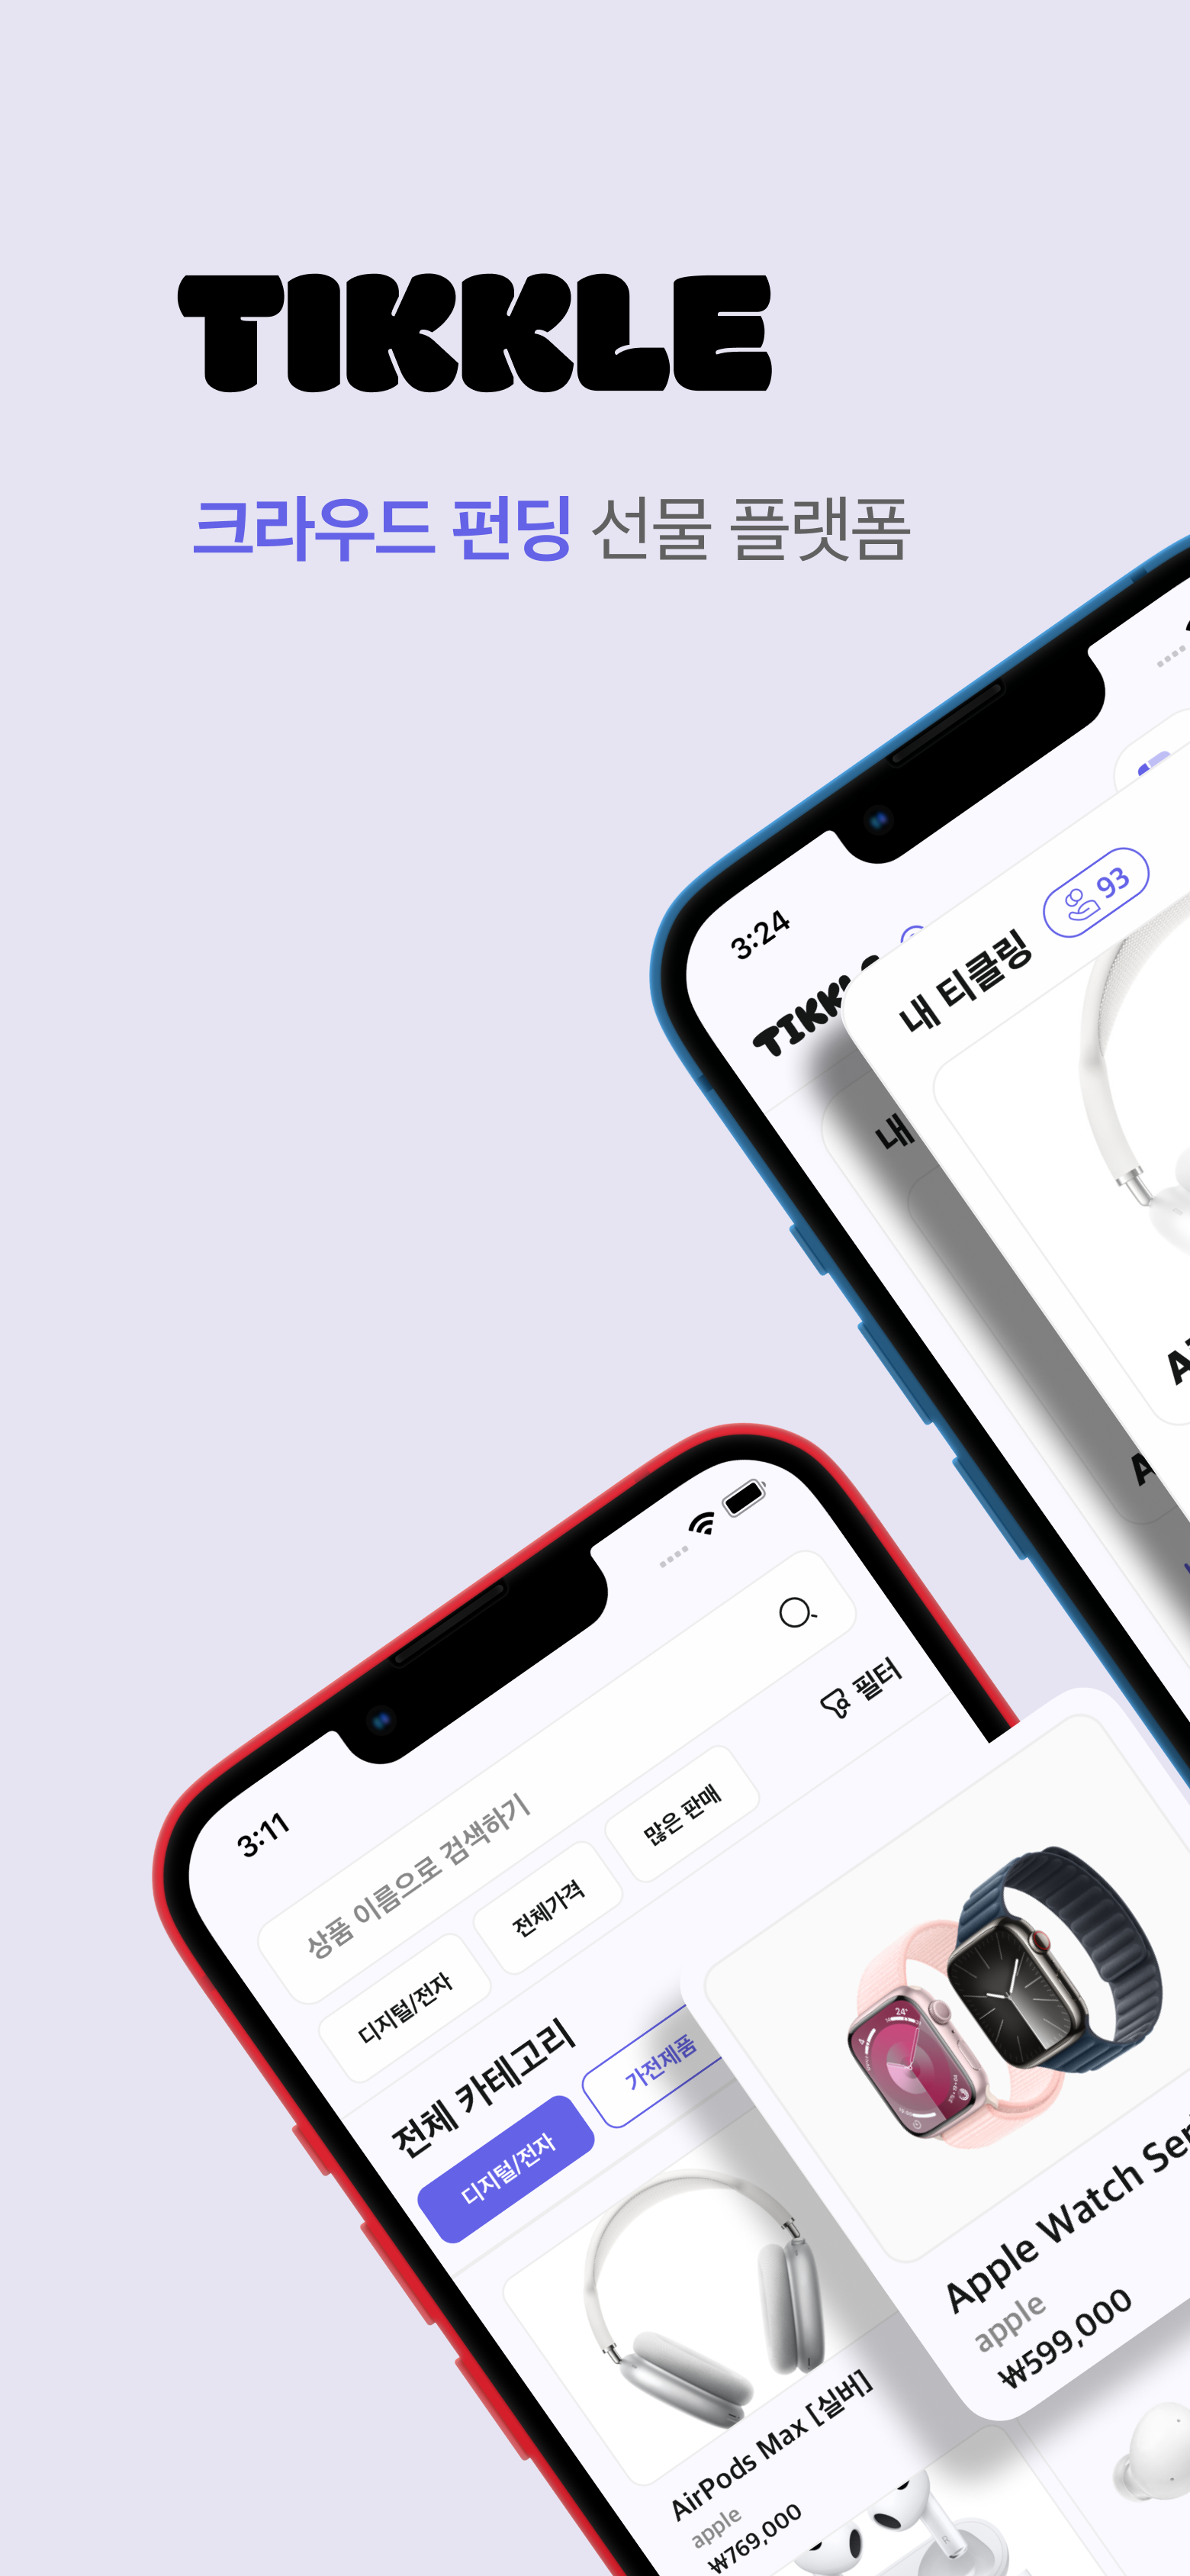 TIKKLE
크라우드 펀딩 선물 플랫폼
3:24
TIKKL
내 티클링
93
내
3:11
상품 이름으로 검색하기
필터
디지털/전자
전체가격
많은 판매
전체 카테고리
디지털/전자
가전제품
AirPods Max [실버]
apple
₩769,000
Apple Watch Ser
apple
₩599,000